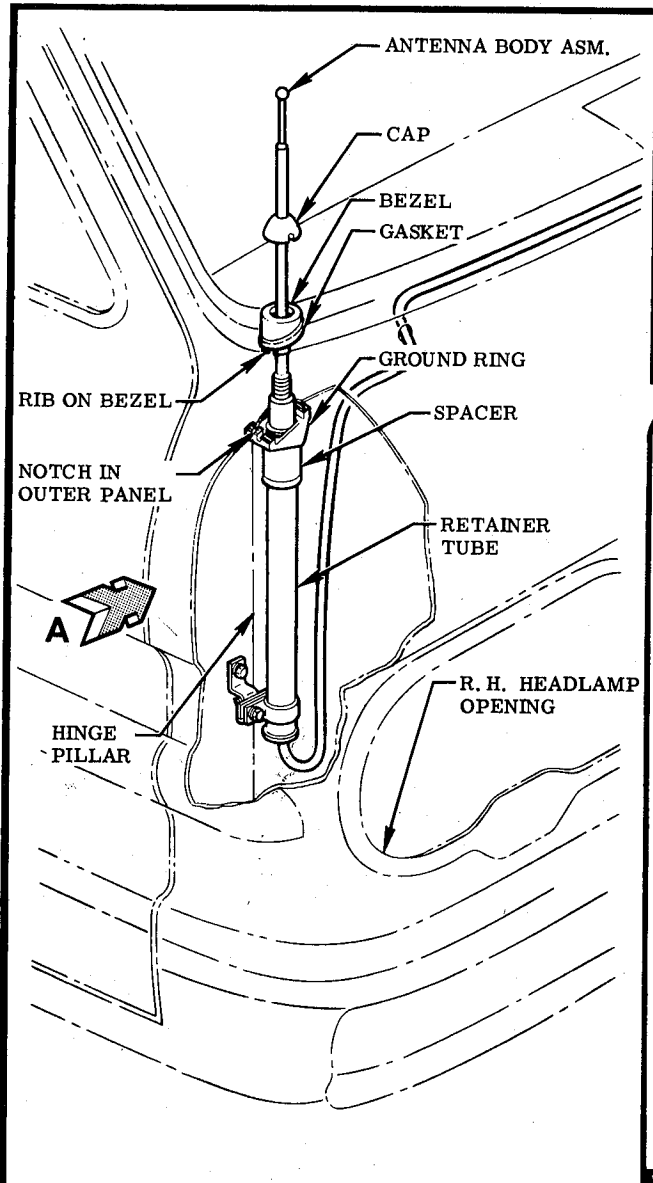 ANTENNA BODY ASM.
CAP
BEZEL
GASKET
GROUND RING
RIB ON BEZEL
SPACER
NOTCH IN
OUTER PANEL
RETAINER
TUBE
A
R. H. HEADLAMP
OPENING
HINGE
PILLAR